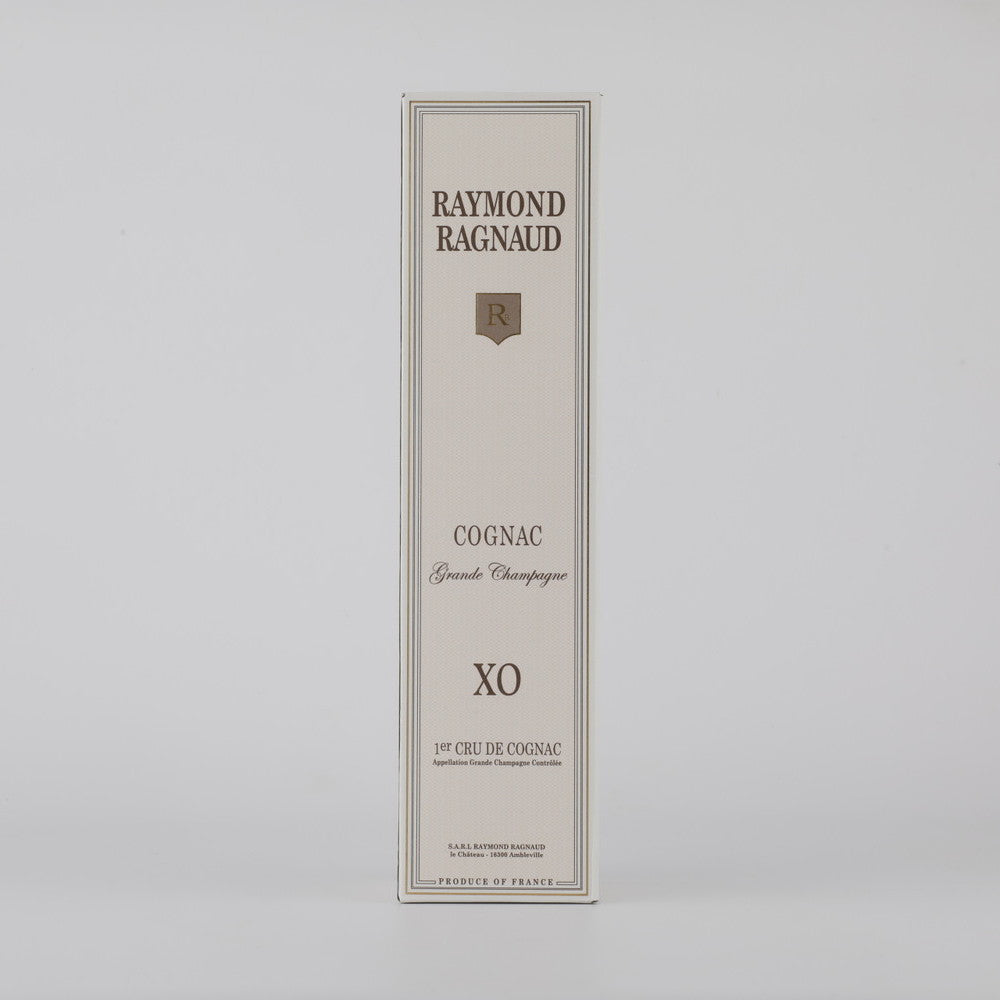 RAYMOND
RAGNAUD
R
COGNAC
Grande Champagne
XO
1er CRU DE COGNAC
Appellation Grande Champagne Contrôlée
S.A.R.L RAYMOND RAGNAUD
le Château - 16300 Ambleville
PRODUCE OF FRANCE